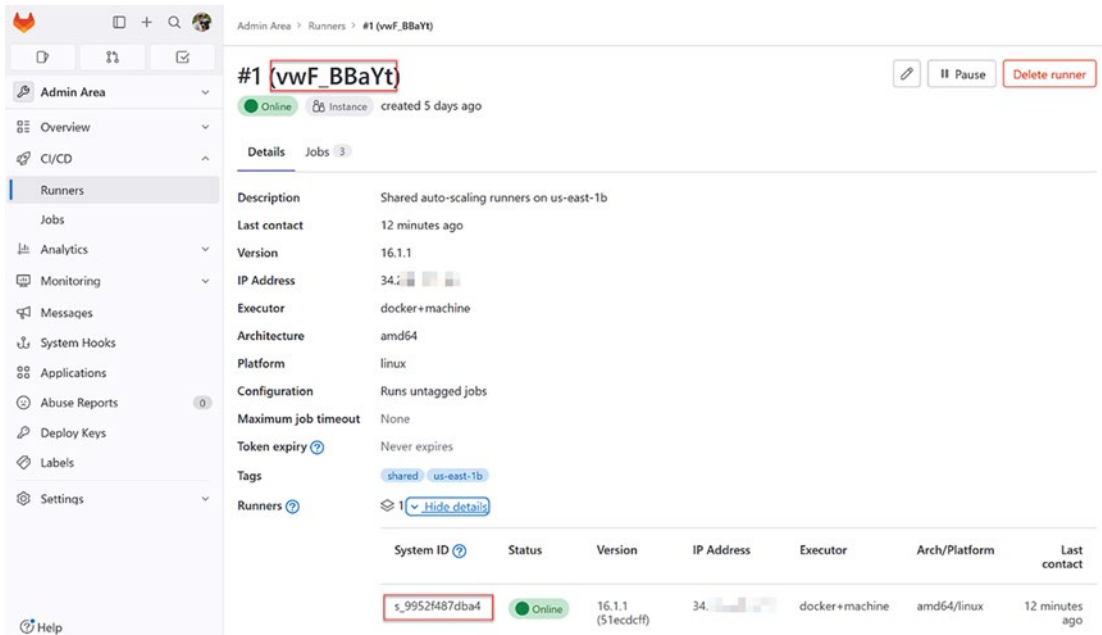 Admin Area > Runners > #1 (vwF_BBaYt)
#1 (vwF_BBaYt)
Pause
Delete runner
Online Instance created 5 days ago
Details Jobs 3
Admin Area
Overview
CI/CD
Runners
Jobs
Analytics
Monitoring
Messages
System Hooks
Applications
Abuse Reports 0
Deploy Keys
Labels
Settings
Help
Description Shared auto-scaling runners on us-east-1b
Last contact 12 minutes ago
Version 16.1.1
IP Address 34.
Executor docker+machine
Architecture amd64
Platform linux
Configuration Runs untagged jobs
Maximum job timeout None
Token expiry Never expires
Tags shared us-east-1b
Runners 1 Hide details
System ID Status Version IP Address Executor Arch/Platform Last
contact
s_9952f487dba4 Online 16.1.1 34. docker+machine amd64/linux 12 minutes
(51ecdcff) ago